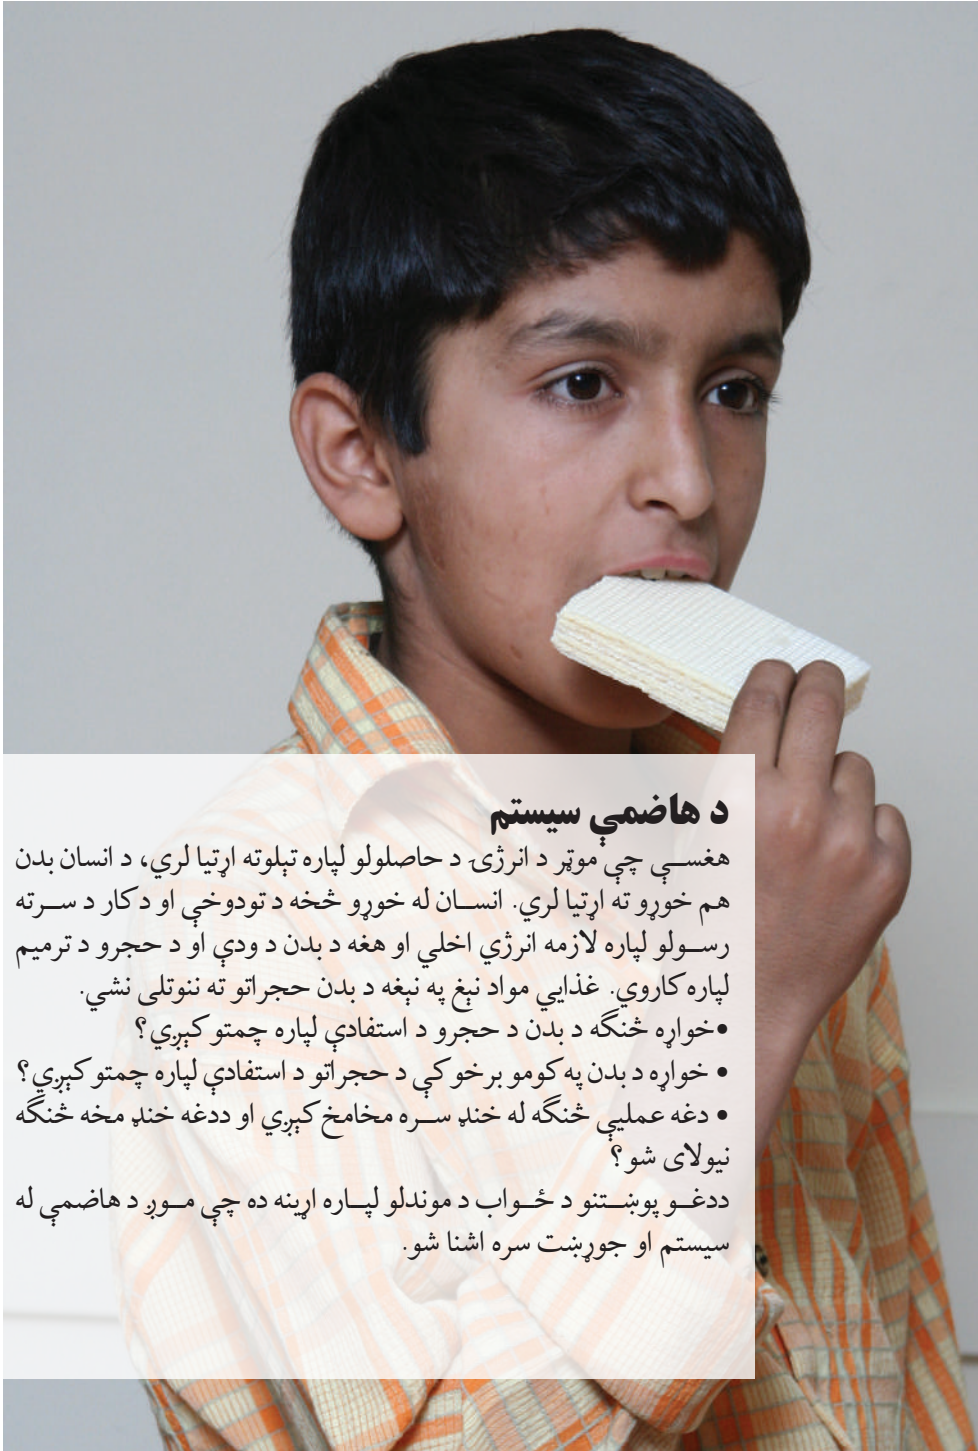 د هاضمې سیستم
هغسې چې موټر د انرژۍ د حاصلولو لپاره تېلوته اړتیا لري، د انسان بدن
هم خوړو ته اړتیا لري. انسان له خوړو څخه د تودوخې او د کار د سرته
رسولو لپاره لازمه انرژي اخلي او هغه د بدن د ودې او د حجرو د ترمیم
لپاره کاروي. غذایي مواد نېغ په نېغه د بدن حجراتو ته ننوتلی نشي.
•خواړه څنګه د بدن د حجرو د استفادې لپاره چمتو کېږي؟
• خواړه د بدن په کومو برخو کې د حجراتو د استفادې لپاره چمتو کېږي؟
• دغه عملیې څنګه له خنډ سره مخامخ کېږي او ددغه خنډ مخه څنګه
نیولای شو؟
ددغو پوښتنو د ځواب د موندلو لپاره اړینه ده چې موږ د هاضمې له
سیستم او جوړښت سره اشنا شو.